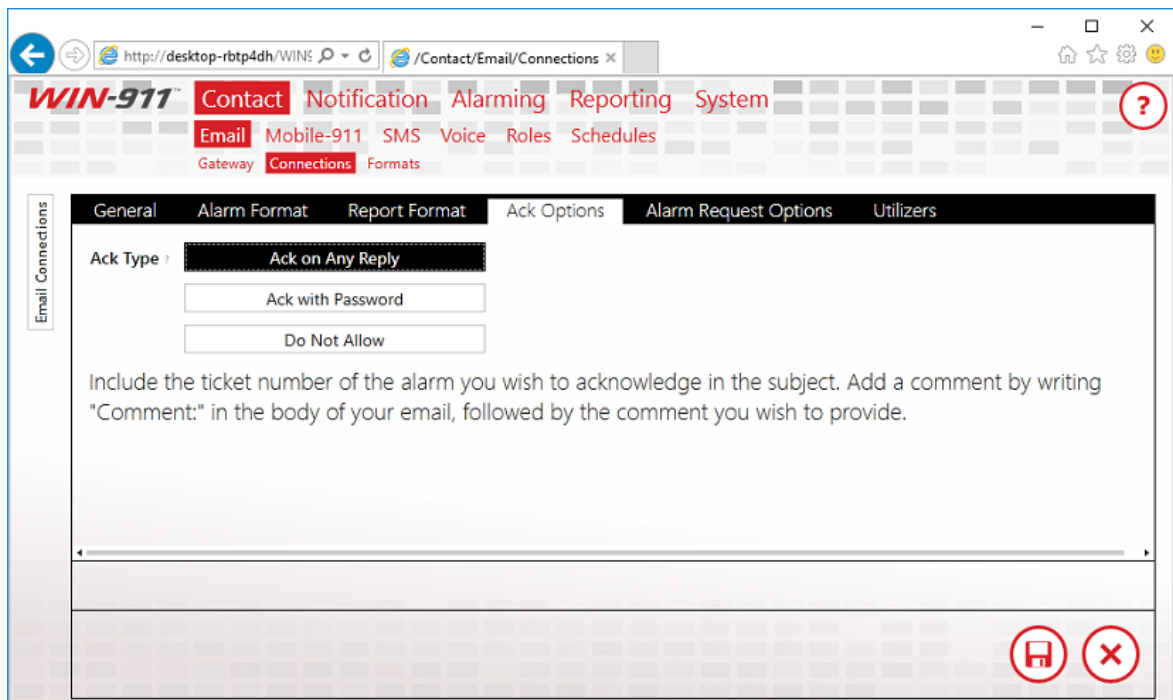 http://desktop-rbtp4dh/WINS
/Contact/Email/Connections
WIN-911™ Contact Notification Alarming Reporting System
?
Email Mobile-911 SMS Voice Roles Schedules
Gateway Connections Formats
Email Connections
General Alarm Format Report Format Ack Options Alarm Request Options Utilizers
Ack Type ? Ack on Any Reply
Ack with Password
Do Not Allow
Include the ticket number of the alarm you wish to acknowledge in the subject. Add a comment by writing
"Comment:" in the body of your email, followed by the comment you wish to provide.